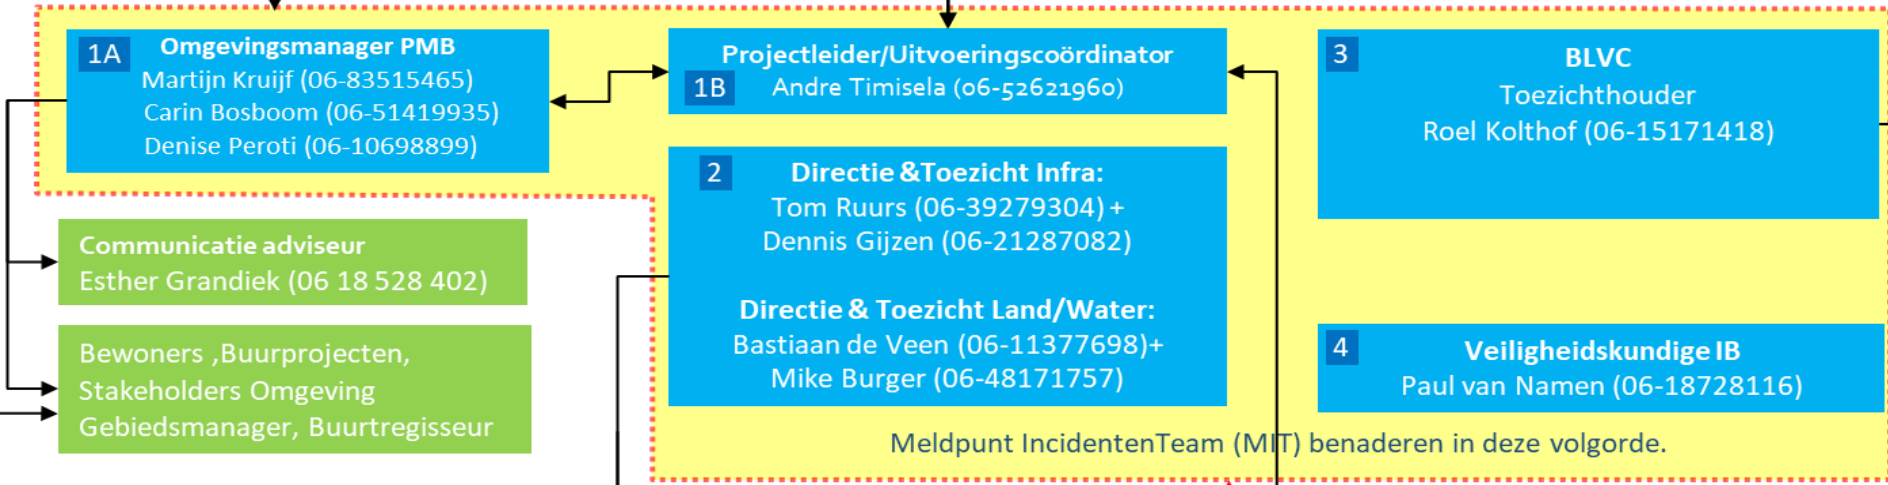 1A
Omgevingsmanager PMB
Martijn Kruijf (06-83515465)
Carin Bosboom (06-51419935)
Denise Peroti (06-10698899)
Projectleider/Uitvoeringscoördinator
1B
Andre Timisela (06-52621960)
2
Directie &Toezicht Infra:
Tom Ruurs (06-39279304) +
Dennis Gijzen (06-21287082)
Directie & Toezicht Land/Water:
Bastiaan de Veen (06-11377698)+
Mike Burger (06-48171757)
3
BLVC
Toezichthouder
Roel Kolthof (06-15171418)
4
Veiligheidskundige IB
Paul van Namen (06-18728116)
Communicatie adviseur
Esther Grandiek (06 18 528 402)
Bewoners ,Buurprojecten,
Stakeholders Omgeving
Gebiedsmanager, Buurtregisseur
Meldpunt IncidentenTeam (MIT) benaderen in deze volgorde.